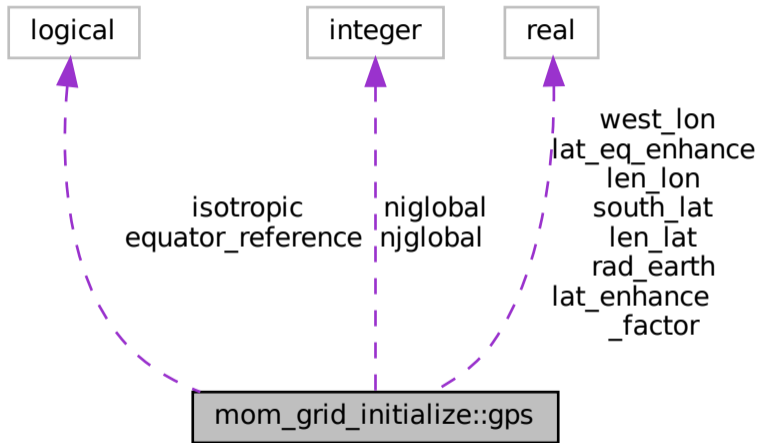 logical
integer
real
west_lon
lat_eq_enhance
len_lon
isotropic
niglobal
south_lat
equator_reference
njglobal
len_lat
rad_earth
lat_enhance
_factor
mom_grid_initialize::gps